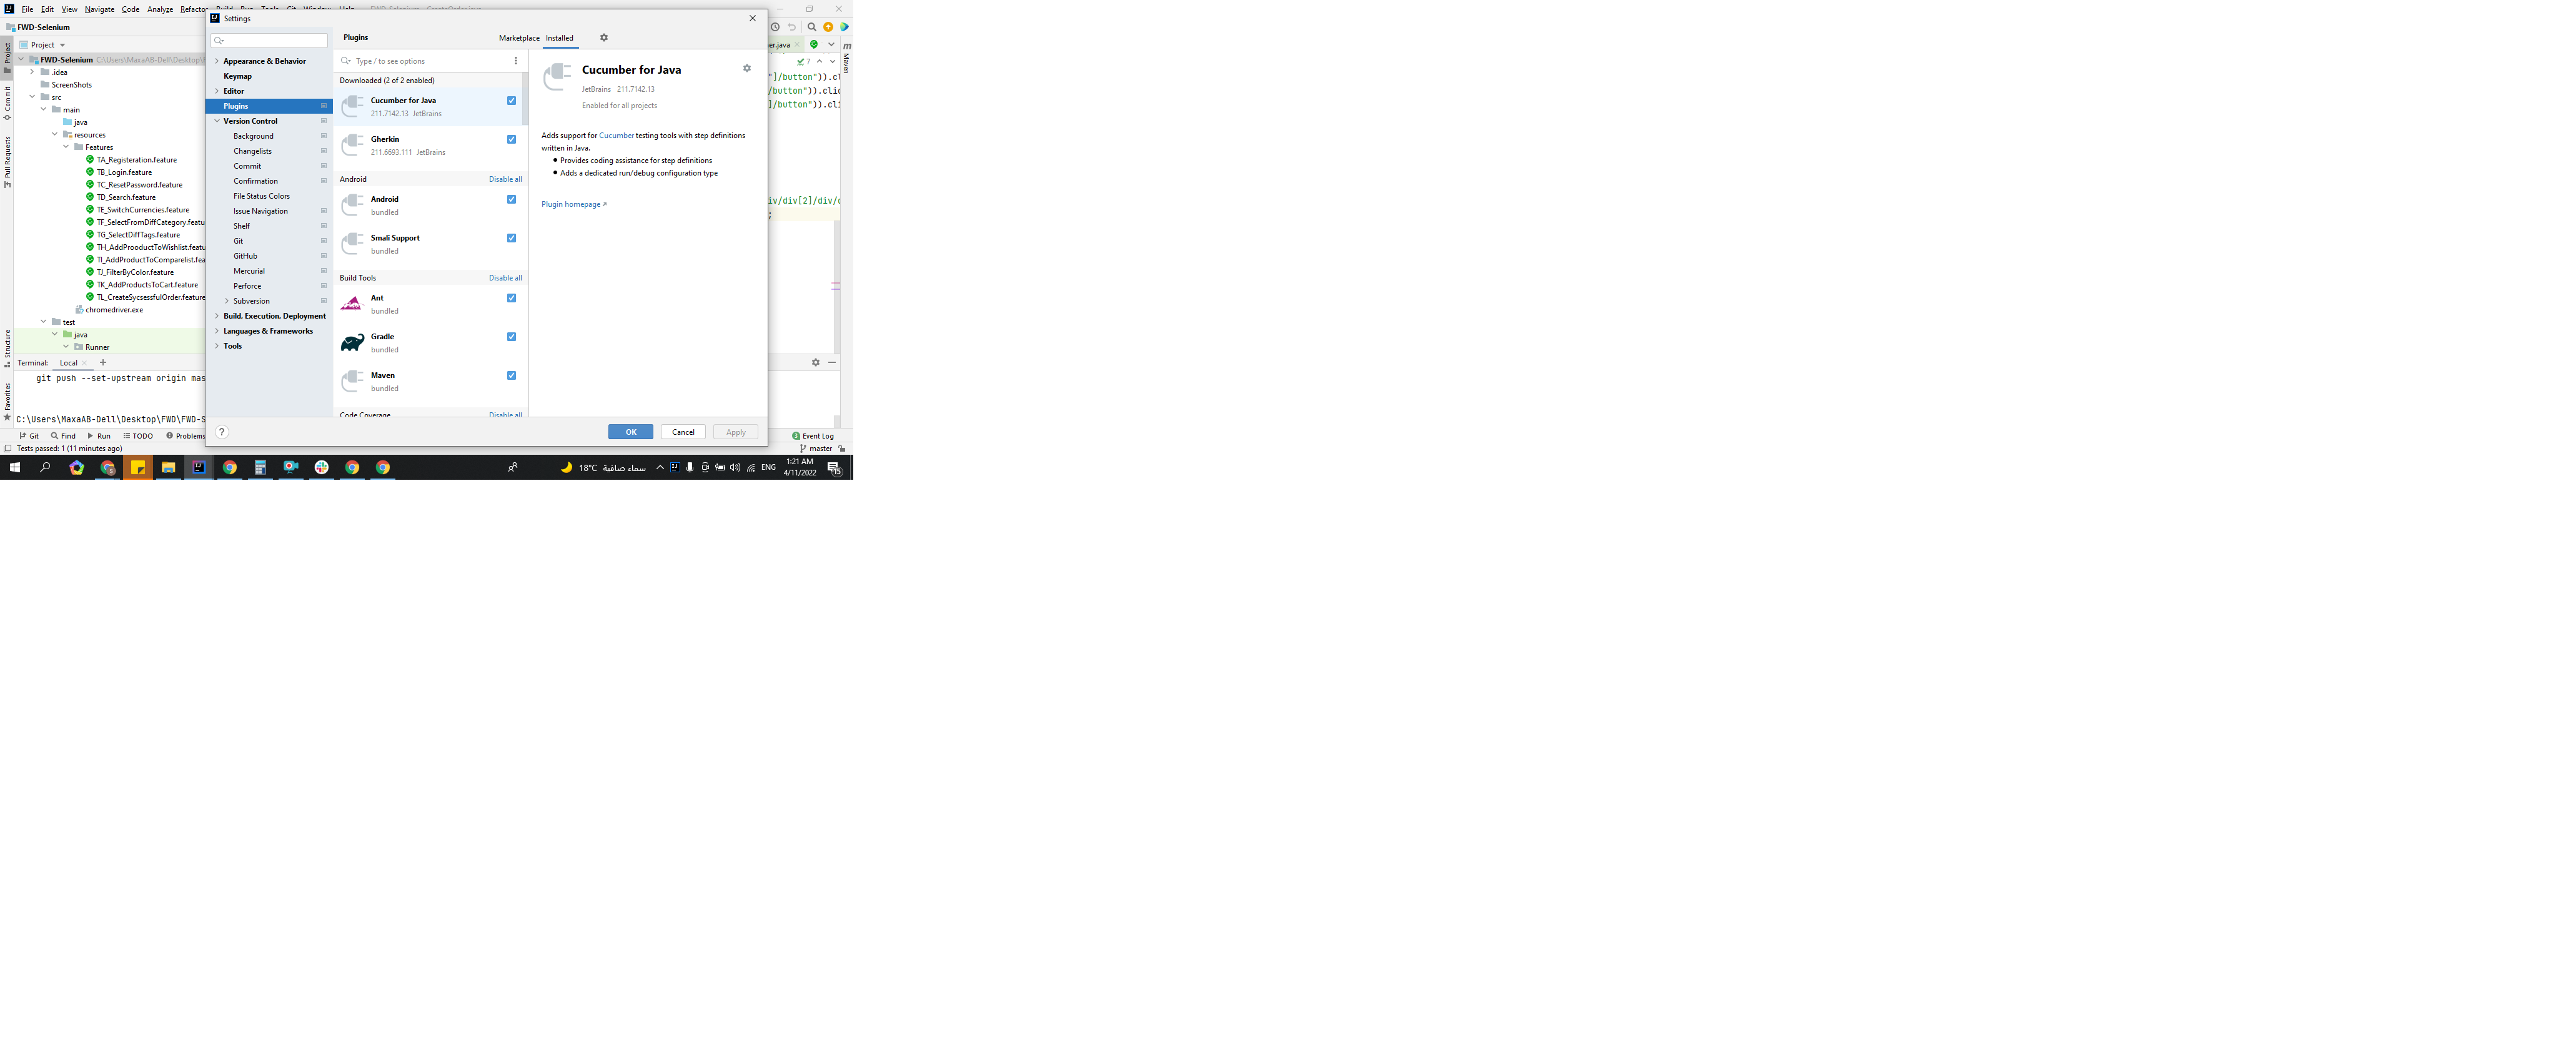 File Edit View Navigate Code Analyze Refactor
FWD-Selenium
Project
FWD-Selenium C:\Users\MaxaAB-Dell\Desktop\
.idea
ScreenShots
src
main
java
resources
Features
TA_Registeration.feature
TB_Login.feature
TC_ResetPassword.feature
TD_Search.feature
TE_SwitchCurrencies.feature
TF_SelectFromDiffCategory.featu
TG_SelectDiffTags.feature
TH_AddProoductToWishlist.featu
TI_AddProductToComparelist.fea
TJ_FilterByColor.feature
TK_AddProductsToCart.feature
TL_CreateSycsessfulOrder.feature
chromedriver.exe
test
java
Runner
Project
Commit
Pull Requests
Structure
Favorites
Terminal: Local
git push --set-upstream origin mas
C:\Users\MaxaAB-Dell\Desktop\FWD\FWD-S
Git Find Run TODO Problems
Tests passed: 1 (11 minutes ago)
Settings
Appearance & Behavior
Keymap
Editor
Plugins
Version Control
Background
Changelists
Commit
Confirmation
File Status Colors
Issue Navigation
Shelf
Git
GitHub
Mercurial
Perforce
Subversion
Build, Execution, Deployment
Languages & Frameworks
Tools
?
Plugins Marketplace Installed
Type / to see options
Downloaded (2 of 2 enabled)
Cucumber for Java
211.7142.13 JetBrains
Gherkin
211.6693.111 JetBrains
Android Disable all
Android
bundled
Smali Support
bundled
Build Tools Disable all
Ant
bundled
Gradle
bundled
Maven
bundled
Code Coverage Disable all
Cucumber for Java
JetBrains 211.7142.13
Enabled for all projects
Adds support for Cucumber testing tools with step definitions
written in Java.
Provides coding assistance for step definitions
Adds a dedicated run/debug configuration type
Plugin homepage
OK Cancel Apply
er.java
7
"]/button")).cl
/button")).clic
]/button")).cli
iv/div[2]/div/
;
m
Maven
3 Event Log
master
18°C سماء صافية
ENG
1:21 AM
4/11/2022
15